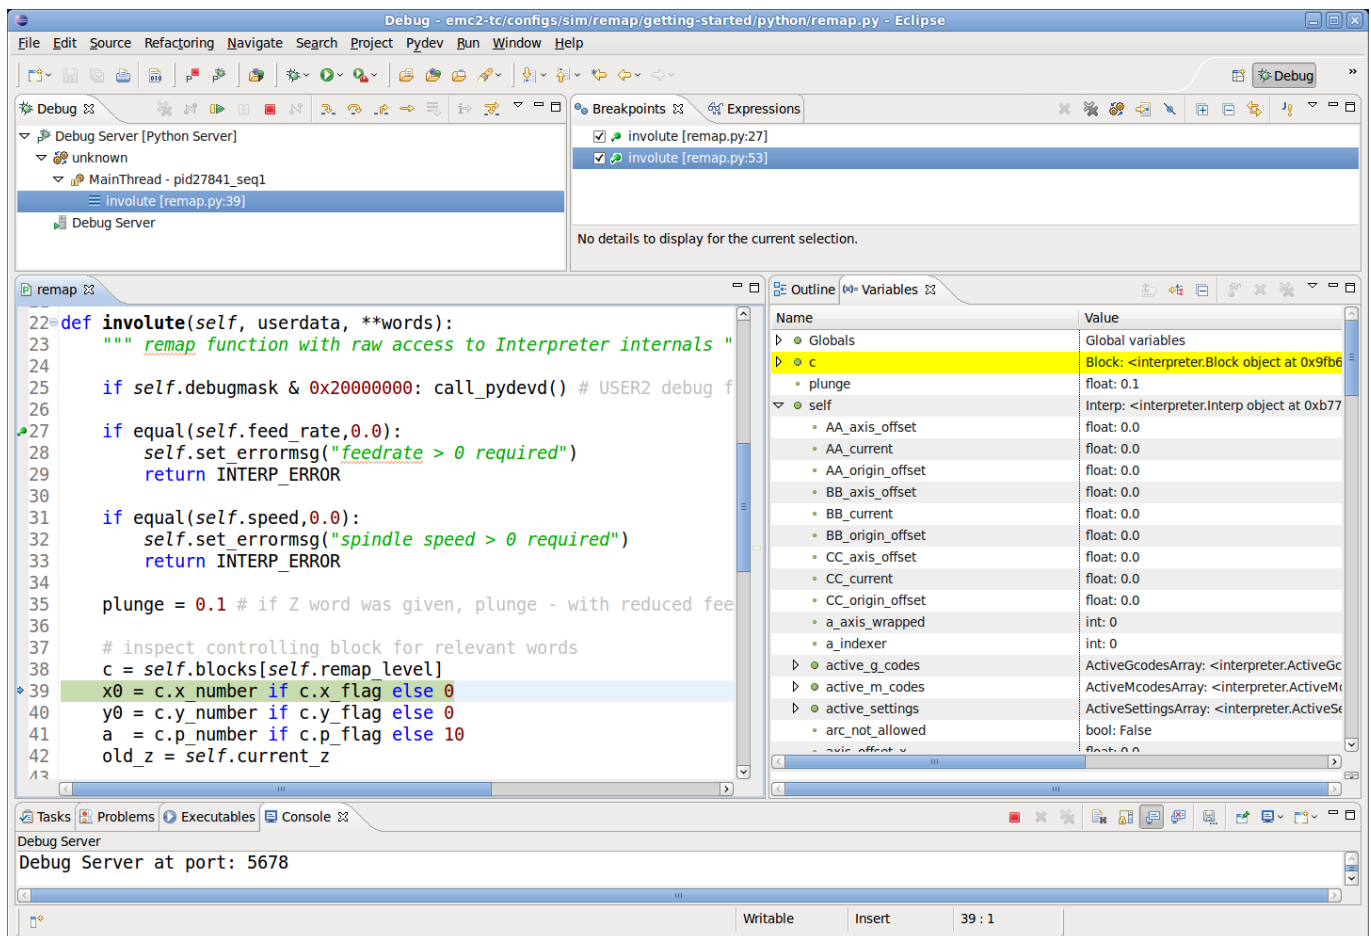 Debug - emc2-tc/configs/sim/remap/getting-started/python/remap.py - Eclipse
File Edit Source Refactoring Navigate Search Project Pydev Run Window Help
Debug »
Debug
Debug Server [Python Server]
unknown
MainThread - pid27841_seq1
involute [remap.py:39]
Debug Server
Breakpoints Expressions
involute [remap.py:27]
involute [remap.py:53]
No details to display for the current selection.
remap
22 def involute(self, userdata, **words):
23 """ remap function with raw access to Interpreter internals "
24
25 if self.debugmask & 0x20000000: call_pydevd() # USER2 debug f
26
27 if equal(self.feed_rate,0.0):
28 self.set_errormsg("feedrate > 0 required")
29 return INTERP_ERROR
30
31 if equal(self.speed,0.0):
32 self.set_errormsg("spindle speed > 0 required")
33 return INTERP_ERROR
34
35 plunge = 0.1 # if Z word was given, plunge - with reduced fee
36
37 # inspect controlling block for relevant words
38 c = self.blocks[self.remap_level]
39 x0 = c.x_number if c.x_flag else 0
40 y0 = c.y_number if c.y_flag else 0
41 a = c.p_number if c.p_flag else 10
42 old_z = self.current_z
43
Outline Variables
Name Value
Globals Global variables
c Block: <interpreter.Block object at 0x9fb6
plunge float: 0.1
self Interp: <interpreter.Interp object at 0xb77
AA_axis_offset float: 0.0
AA_current float: 0.0
AA_origin_offset float: 0.0
BB_axis_offset float: 0.0
BB_current float: 0.0
BB_origin_offset float: 0.0
CC_axis_offset float: 0.0
CC_current float: 0.0
CC_origin_offset float: 0.0
a_axis_wrapped int: 0
a_indexer int: 0
active_g_codes ActiveGcodesArray: <interpreter.ActiveGc
active_m_codes ActiveMcodesArray: <interpreter.ActiveMc
active_settings ActiveSettingsArray: <interpreter.ActiveSe
arc_not_allowed bool: False
axis_offset_x float: 0.0
Tasks Problems Executables Console
Debug Server
Debug Server at port: 5678
Writable Insert 39 : 1